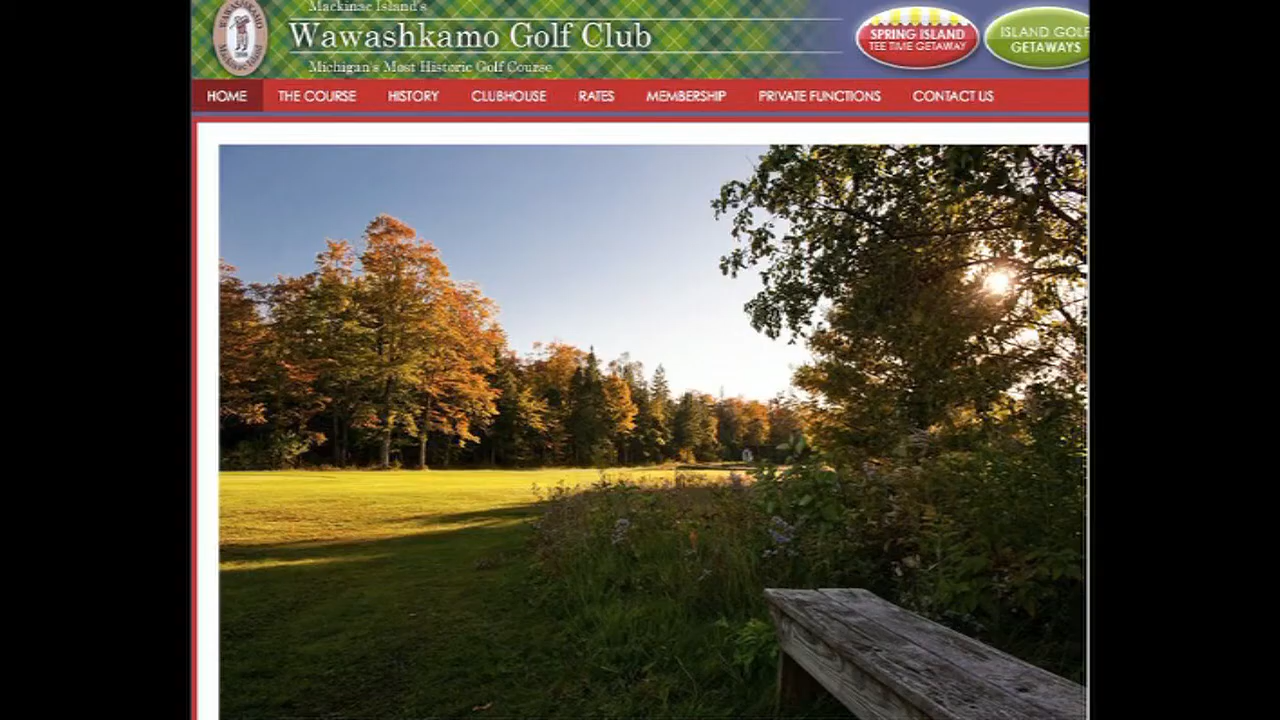 Mackinac Island's
Wawashkamo Golf Club
Michigan's Most Historic Golf Course
SPRING ISLAND
TEE TIME GETAWAY
ISLAND GOLF
GETAWAYS
HOME THE COURSE HISTORY CLUBHOUSE RATES MEMBERSHIP PRIVATE FUNCTIONS CONTACT US